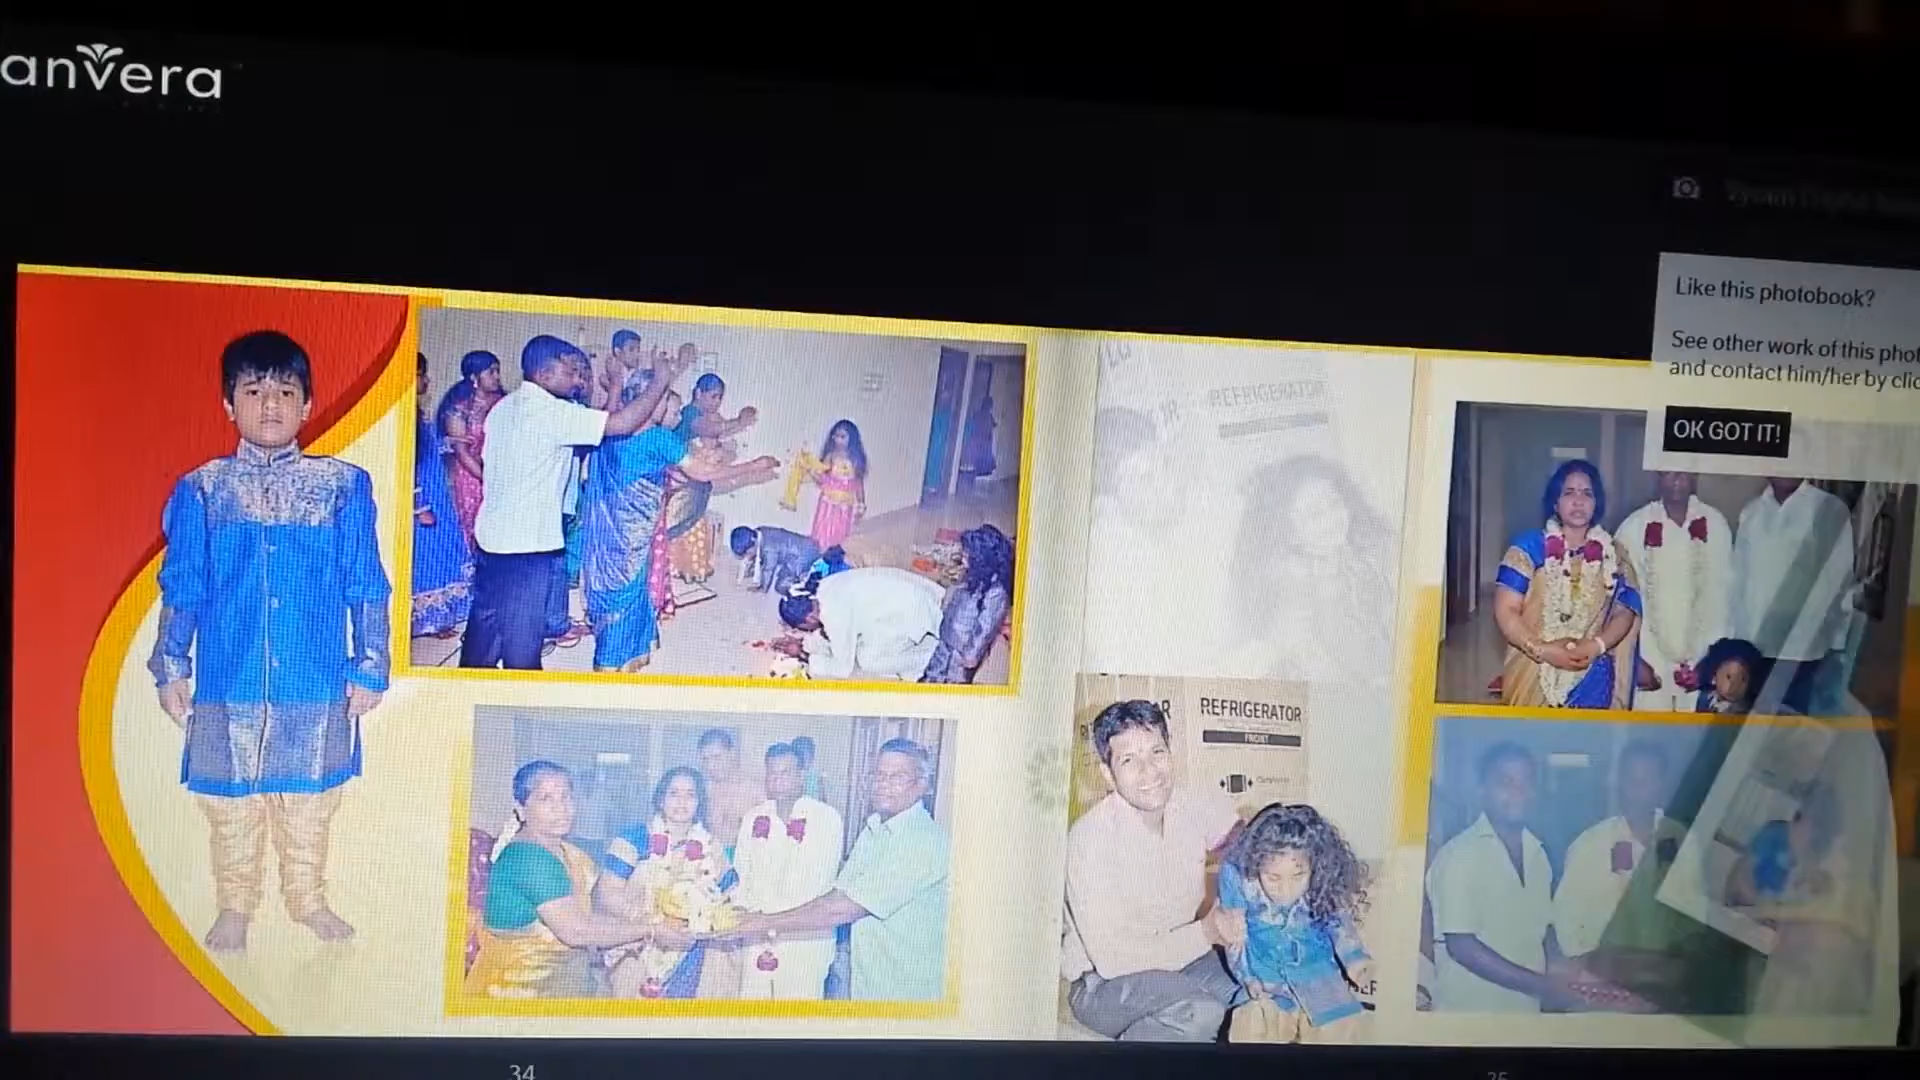 anvera
Like this photobook?
See other work of this phot
and contact him/her by clic
OK GOT IT!
REFRIGERATOR
REFRIGERATOR
FRONT
34